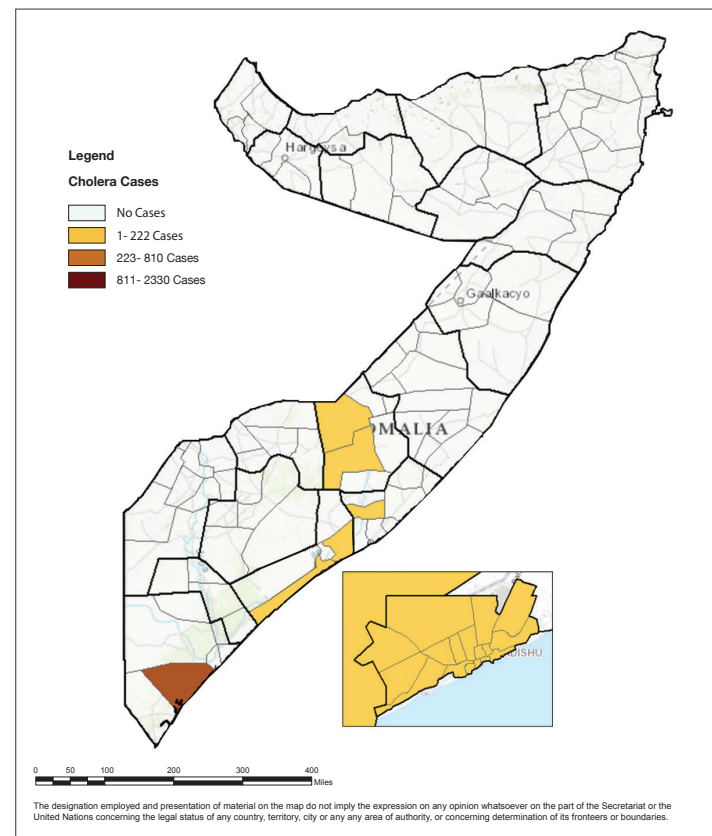 Hargeysa
Legend
Cholera Cases
No Cases
1- 222 Cases
223- 810 Cases
811- 2330 Cases
Gaalkacyo
OMALIA
DISHU
0 50 100 200 300 400
Miles
The designation employed and presentation of material on the map do not imply the expression on any opinion whatsoever on the part of the Secretariat or the
United Nations concerning the legal status of any country, territory, city or any any area of authority, or concerning determination of its fronteers or boundaries.